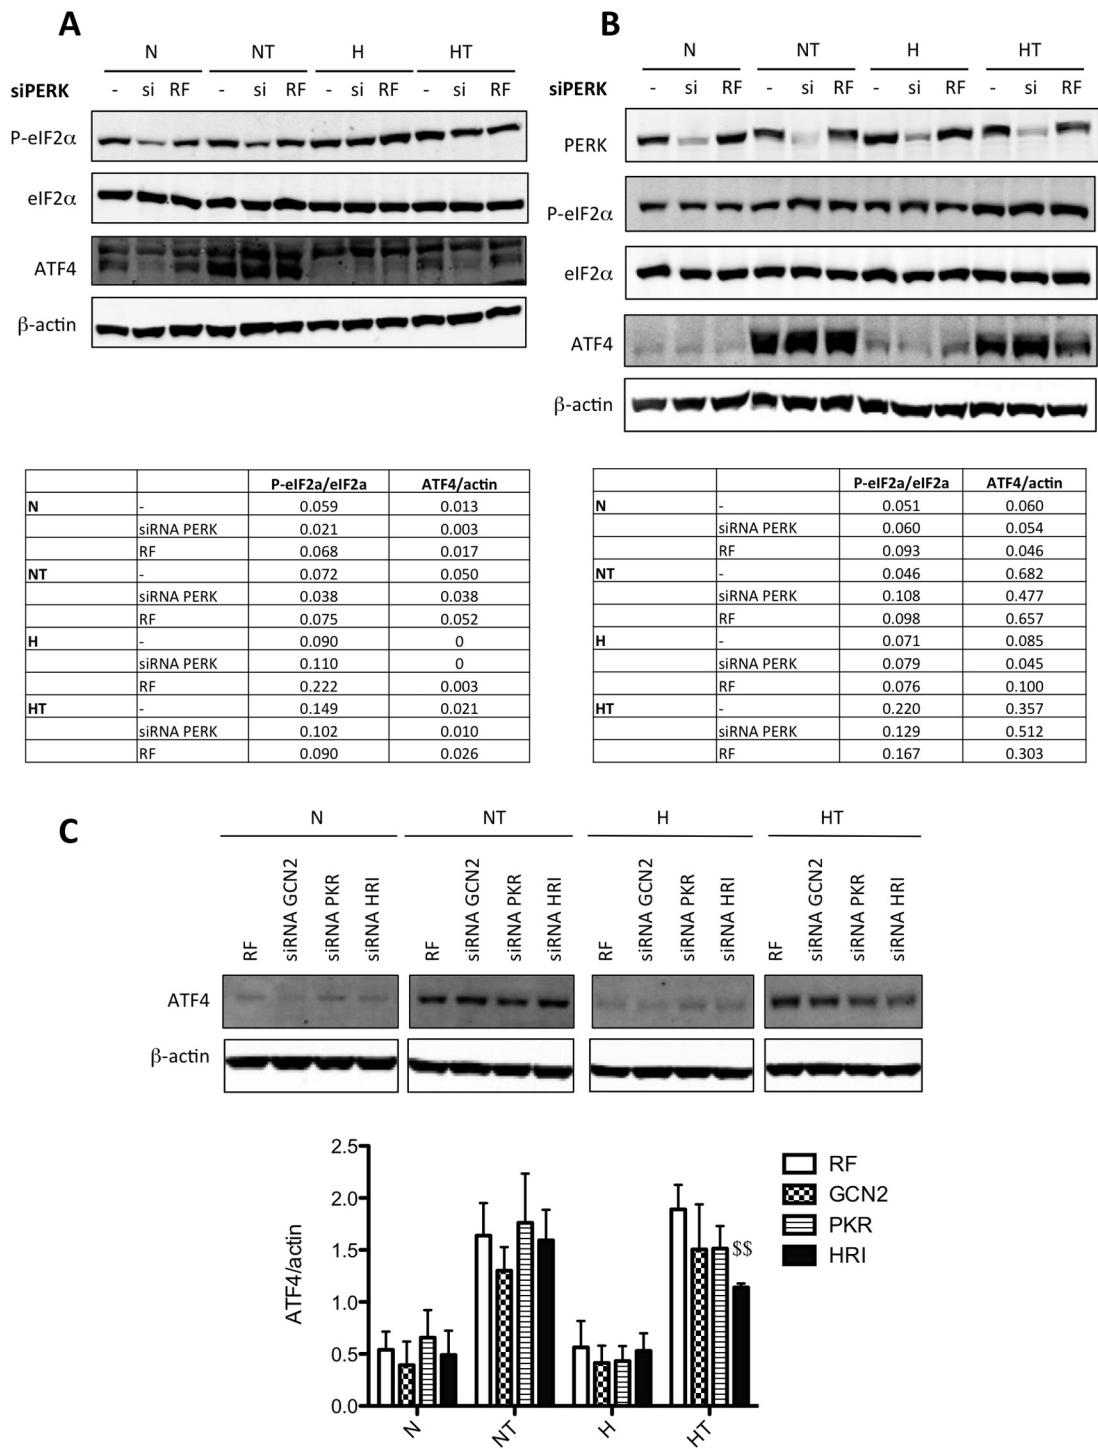 A
N NT H HT
siPERK - si RF - si RF - si RF - si RF
P-eIF2α
eIF2α
ATF4
β-actin
P-eIF2a/eIF2a ATF4/actin
N - 0.059 0.013
siRNA PERK 0.021 0.003
RF 0.068 0.017
NT - 0.072 0.050
siRNA PERK 0.038 0.038
RF 0.075 0.052
H - 0.090 0
siRNA PERK 0.110 0
RF 0.222 0.003
HT - 0.149 0.021
siRNA PERK 0.102 0.010
RF 0.090 0.026
B
N NT H HT
siPERK - si RF - si RF - si RF - si RF
PERK
P-eIF2α
eIF2α
ATF4
β-actin
P-eIF2a/eIF2a ATF4/actin
N - 0.051 0.060
siRNA PERK 0.060 0.054
RF 0.093 0.046
NT - 0.046 0.682
siRNA PERK 0.108 0.477
RF 0.098 0.657
H - 0.071 0.085
siRNA PERK 0.079 0.045
RF 0.076 0.100
HT - 0.220 0.357
siRNA PERK 0.129 0.512
RF 0.167 0.303
C
N NT H HT
RF siRNA GCN2 siRNA PKR siRNA HRI RF siRNA GCN2 siRNA PKR siRNA HRI RF siRNA GCN2 siRNA PKR siRNA HRI RF siRNA GCN2 siRNA PKR siRNA HRI
ATF4
β-actin
ATF4/actin
2.5
2.0
1.5
1.0
0.5
0.0
$$
N NT H HT
RF
GCN2
PKR
HRI